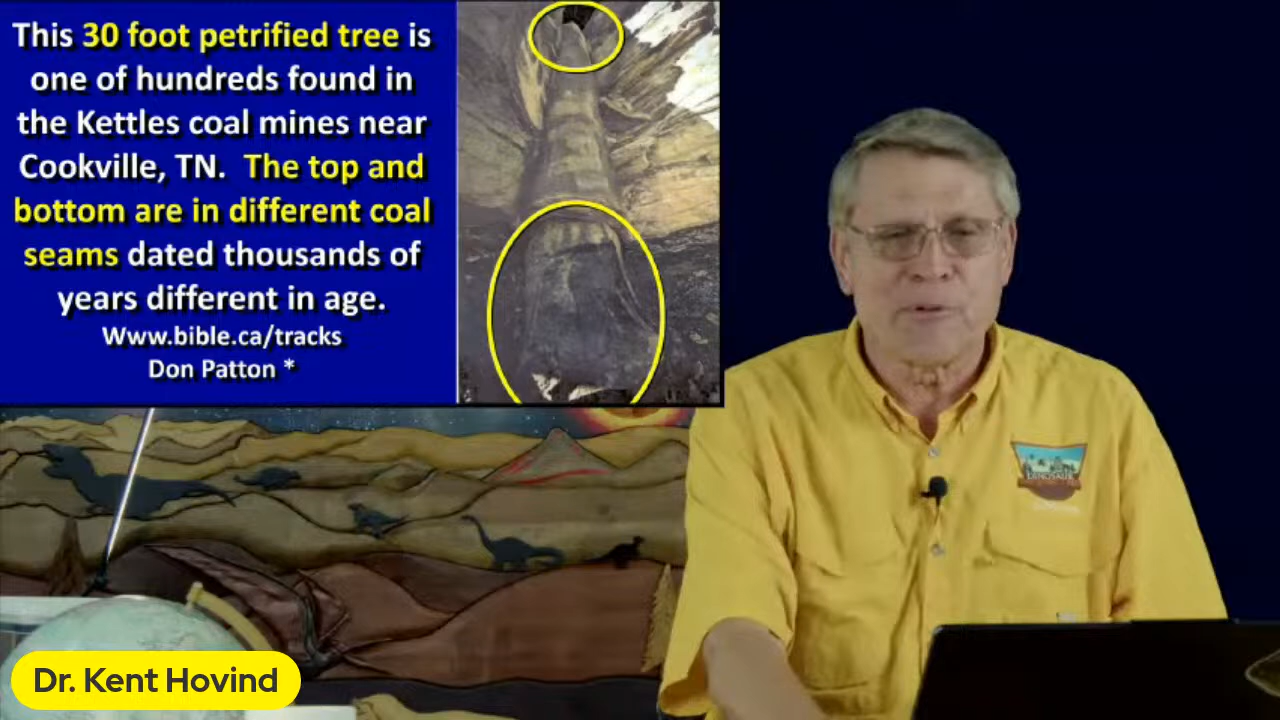 This 30 foot petrified tree is
one of hundreds found in
the Kettles coal mines near
Cookville, TN. The top and
bottom are in different coal
seams dated thousands of
years different in age.
Www.bible.ca/tracks
Don Patton *
DINOSAUR
Dr. Kent Hovind